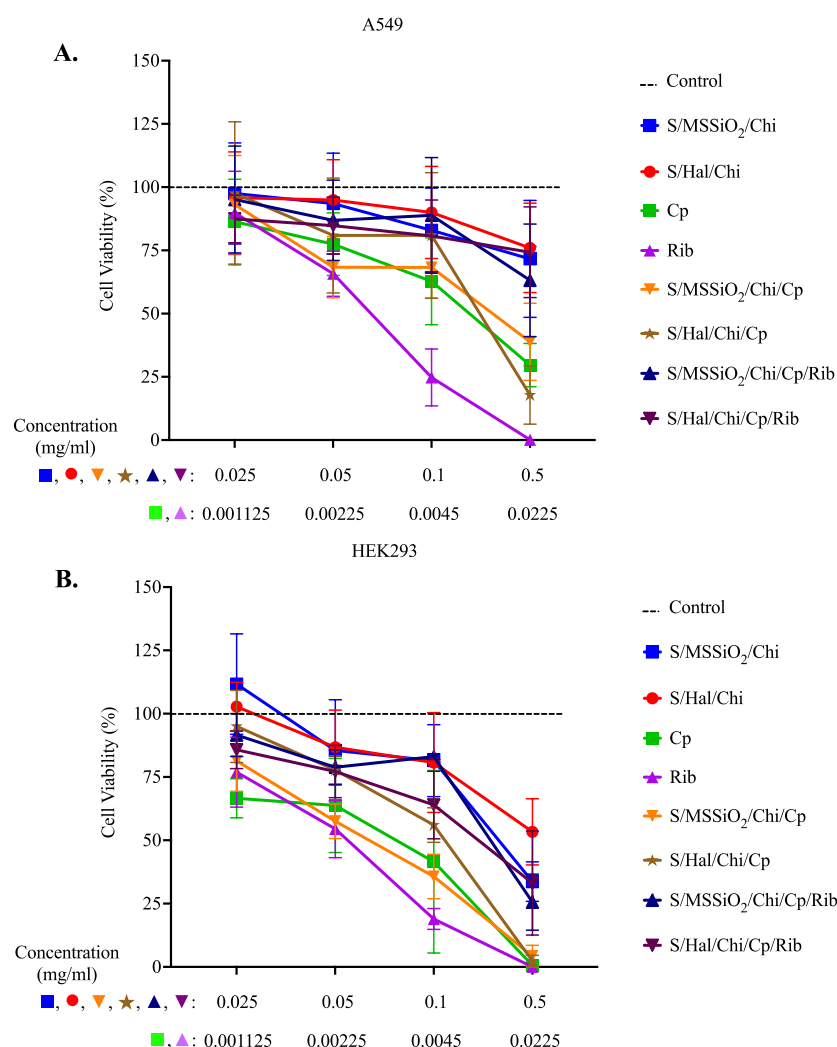 A549
A.
150
125
100
75
50
25
0
Cell Viability (%)
Control
S/MSSiO2/Chi
S/Hal/Chi
Cp
Rib
S/MSSiO2/Chi/Cp
S/Hal/Chi/Cp
S/MSSiO2/Chi/Cp/Rib
S/Hal/Chi/Cp/Rib
Concentration
(mg/ml)
, , , , , : 0.025 0.05 0.1 0.5
, : 0.001125 0.00225 0.0045 0.0225
HEK293
B.
150
125
100
75
50
25
0
Cell Viability (%)
Control
S/MSSiO2/Chi
S/Hal/Chi
Cp
Rib
S/MSSiO2/Chi/Cp
S/Hal/Chi/Cp
S/MSSiO2/Chi/Cp/Rib
S/Hal/Chi/Cp/Rib
Concentration
(mg/ml)
, , , , , : 0.025 0.05 0.1 0.5
, : 0.001125 0.00225 0.0045 0.0225